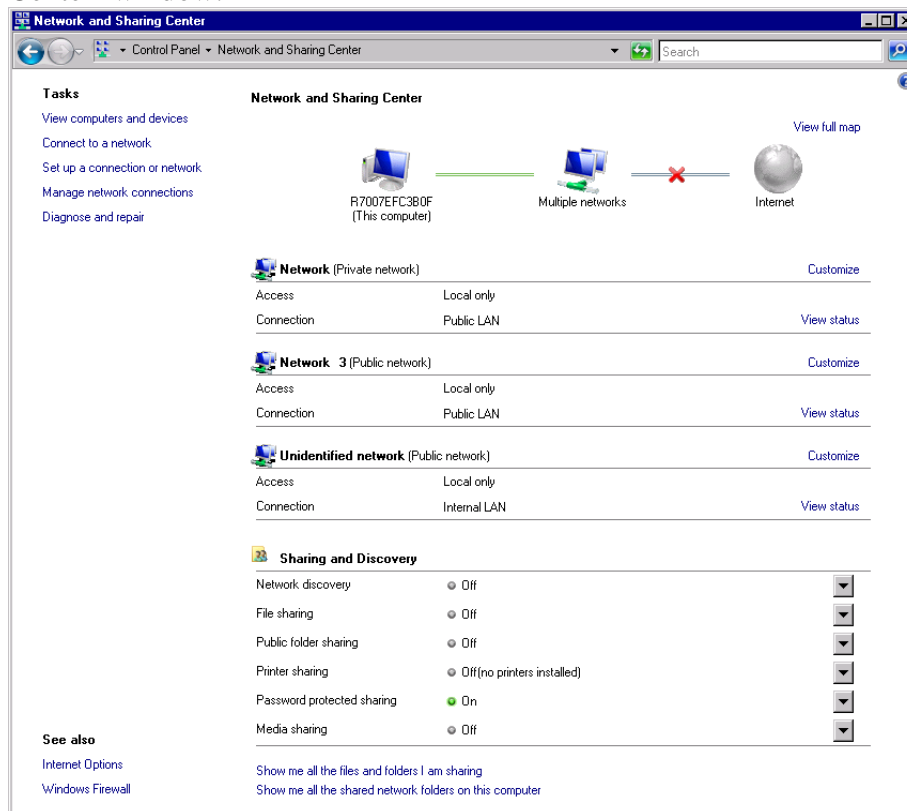 Network and Sharing Center
Control Panel Network and Sharing Center Search
Tasks
View computers and devices
Connect to a network
Set up a connection or network
Manage network connections
Diagnose and repair
Network and Sharing Center
View full map
R7007EFC3B0F
(This computer)
Multiple networks
Internet
Network (Private network) Customize
Access Local only
Connection Public LAN View status
Network 3 (Public network) Customize
Access Local only
Connection Public LAN View status
Unidentified network (Public network) Customize
Access Local only
Connection Internal LAN View status
Sharing and Discovery
Network discovery Off
File sharing Off
Public folder sharing Off
Printer sharing Off(no printers installed)
Password protected sharing On
Media sharing Off
See also
Internet Options
Windows Firewall
Show me all the files and folders I am sharing
Show me all the shared network folders on this computer